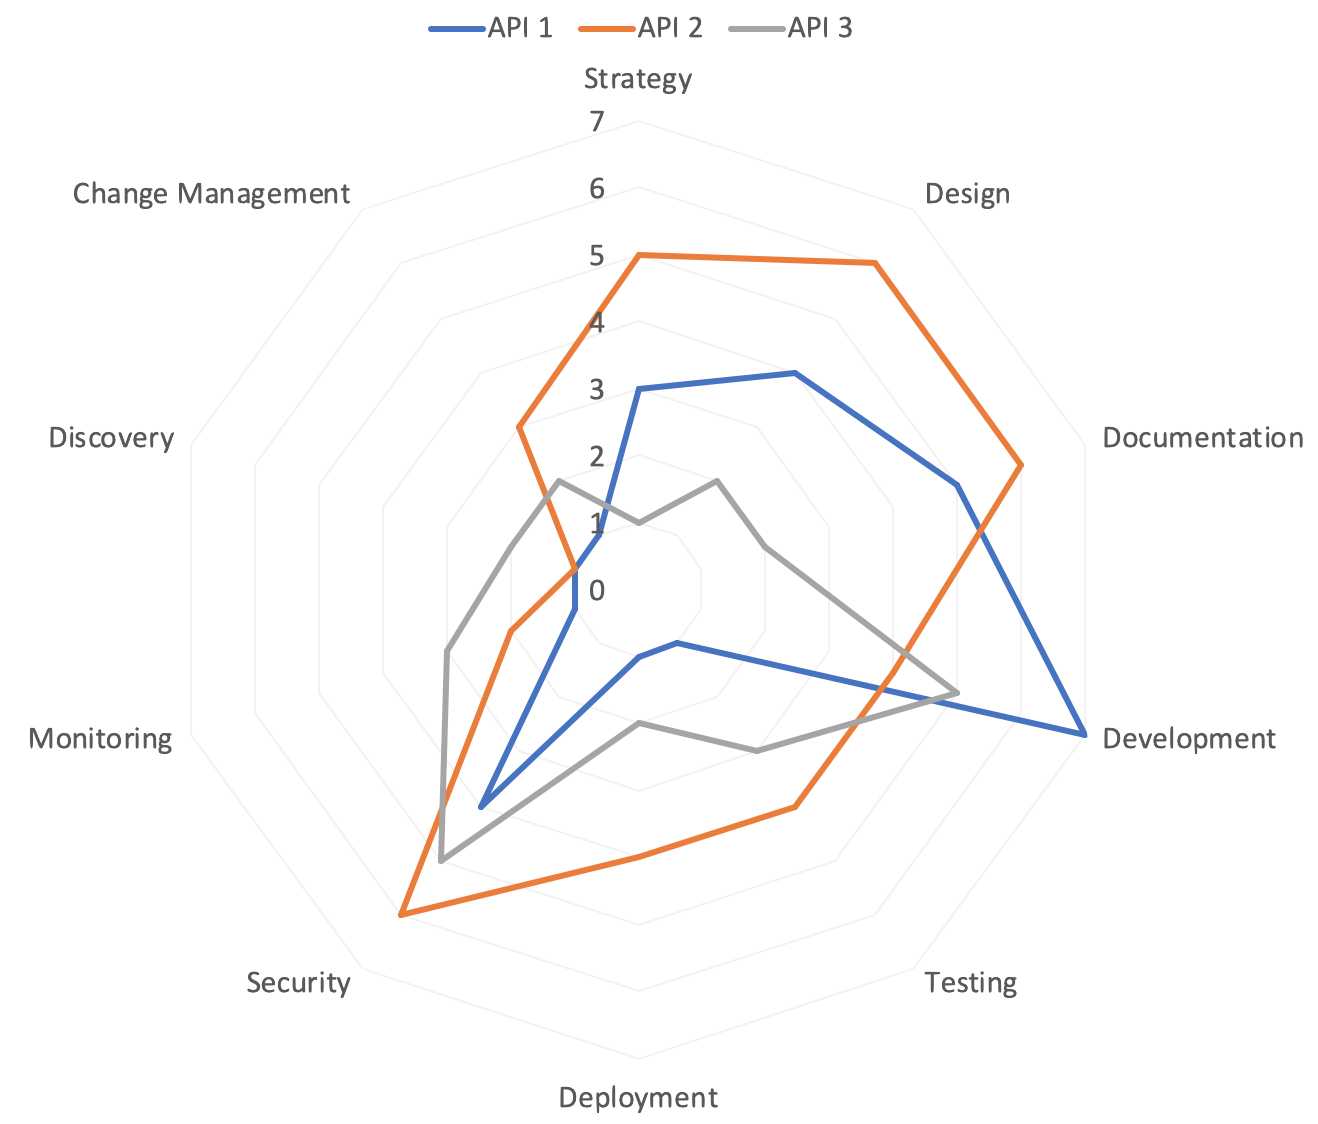 API 1 API 2 API 3
Strategy
7
Change Management
6
Design
5
4
3
2
Discovery
Documentation
1
0
Monitoring
Development
Security
Testing
Deployment